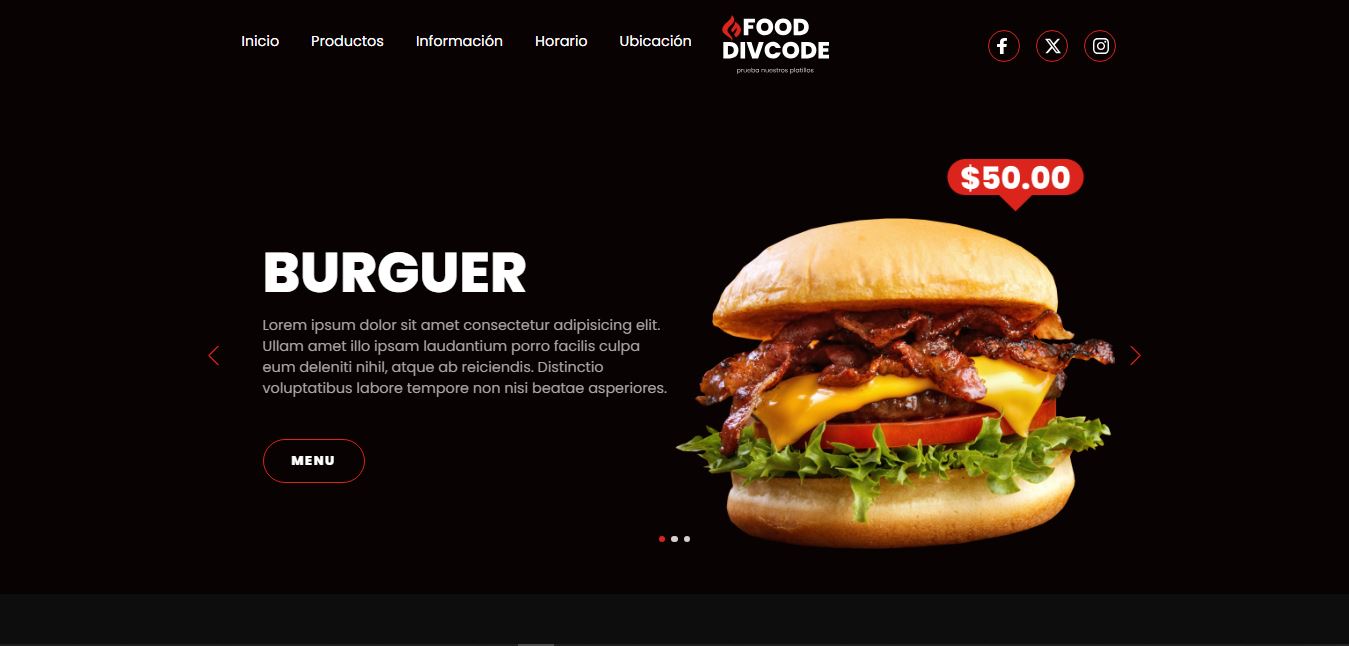 Inicio Productos Información Horario Ubicación
FOOD
DIVCODE
prueba nuestros platillos
$50.00
BURGUER
Lorem ipsum dolor sit amet consectetur adipisicing elit.
Ullam amet illo ipsam laudantium porro facilis culpa
eum deleniti nihil, atque ab reiciendis. Distinctio
voluptatibus labore tempore non nisi beatae asperiores.
MENU